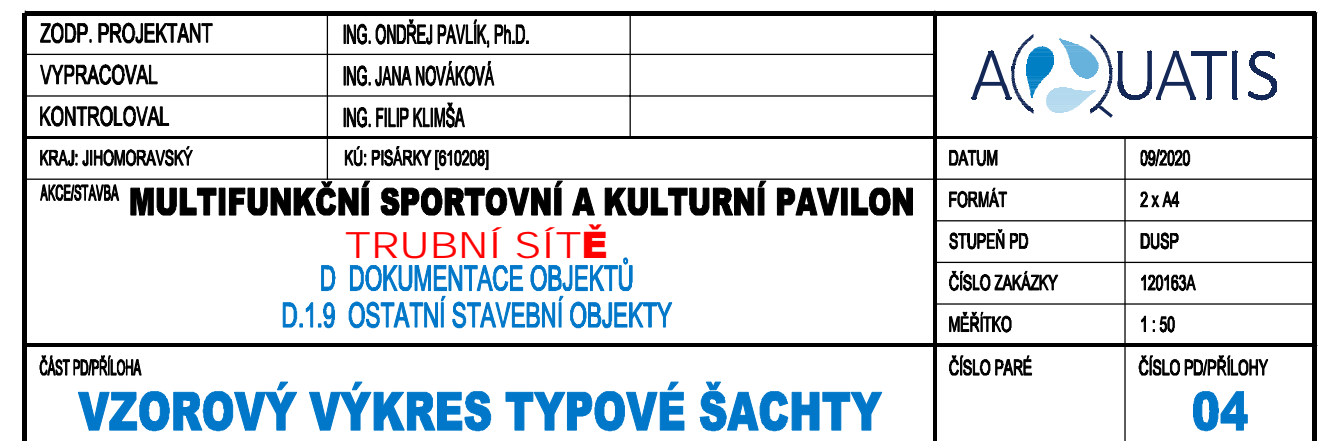 ZODP. PROJEKTANT ING. ONDŘEJ PAVLÍK, Ph.D.
VYPRACOVAL ING. JANA NOVÁKOVÁ
KONTROLOVAL ING. FILIP KLIMŠA
AQUATIS
KRAJ: JIHOMORAVSKÝ KÚ: PISÁRKY [610208]
AKCE/STAVBA MULTIFUNKČNÍ SPORTOVNÍ A KULTURNÍ PAVILON
TRUBNÍ SÍTĚ
D DOKUMENTACE OBJEKTŮ
D.1.9 OSTATNÍ STAVEBNÍ OBJEKTY
DATUM 09/2020
FORMÁT 2 x A4
STUPEŇ PD DUSP
ČÍSLO ZAKÁZKY 120163A
MĚŘÍTKO 1 : 50
ČÁST PD/PŘÍLOHA
VZOROVÝ VÝKRES TYPOVÉ ŠACHTY
ČÍSLO PARÉ
ČÍSLO PD/PŘÍLOHY
04